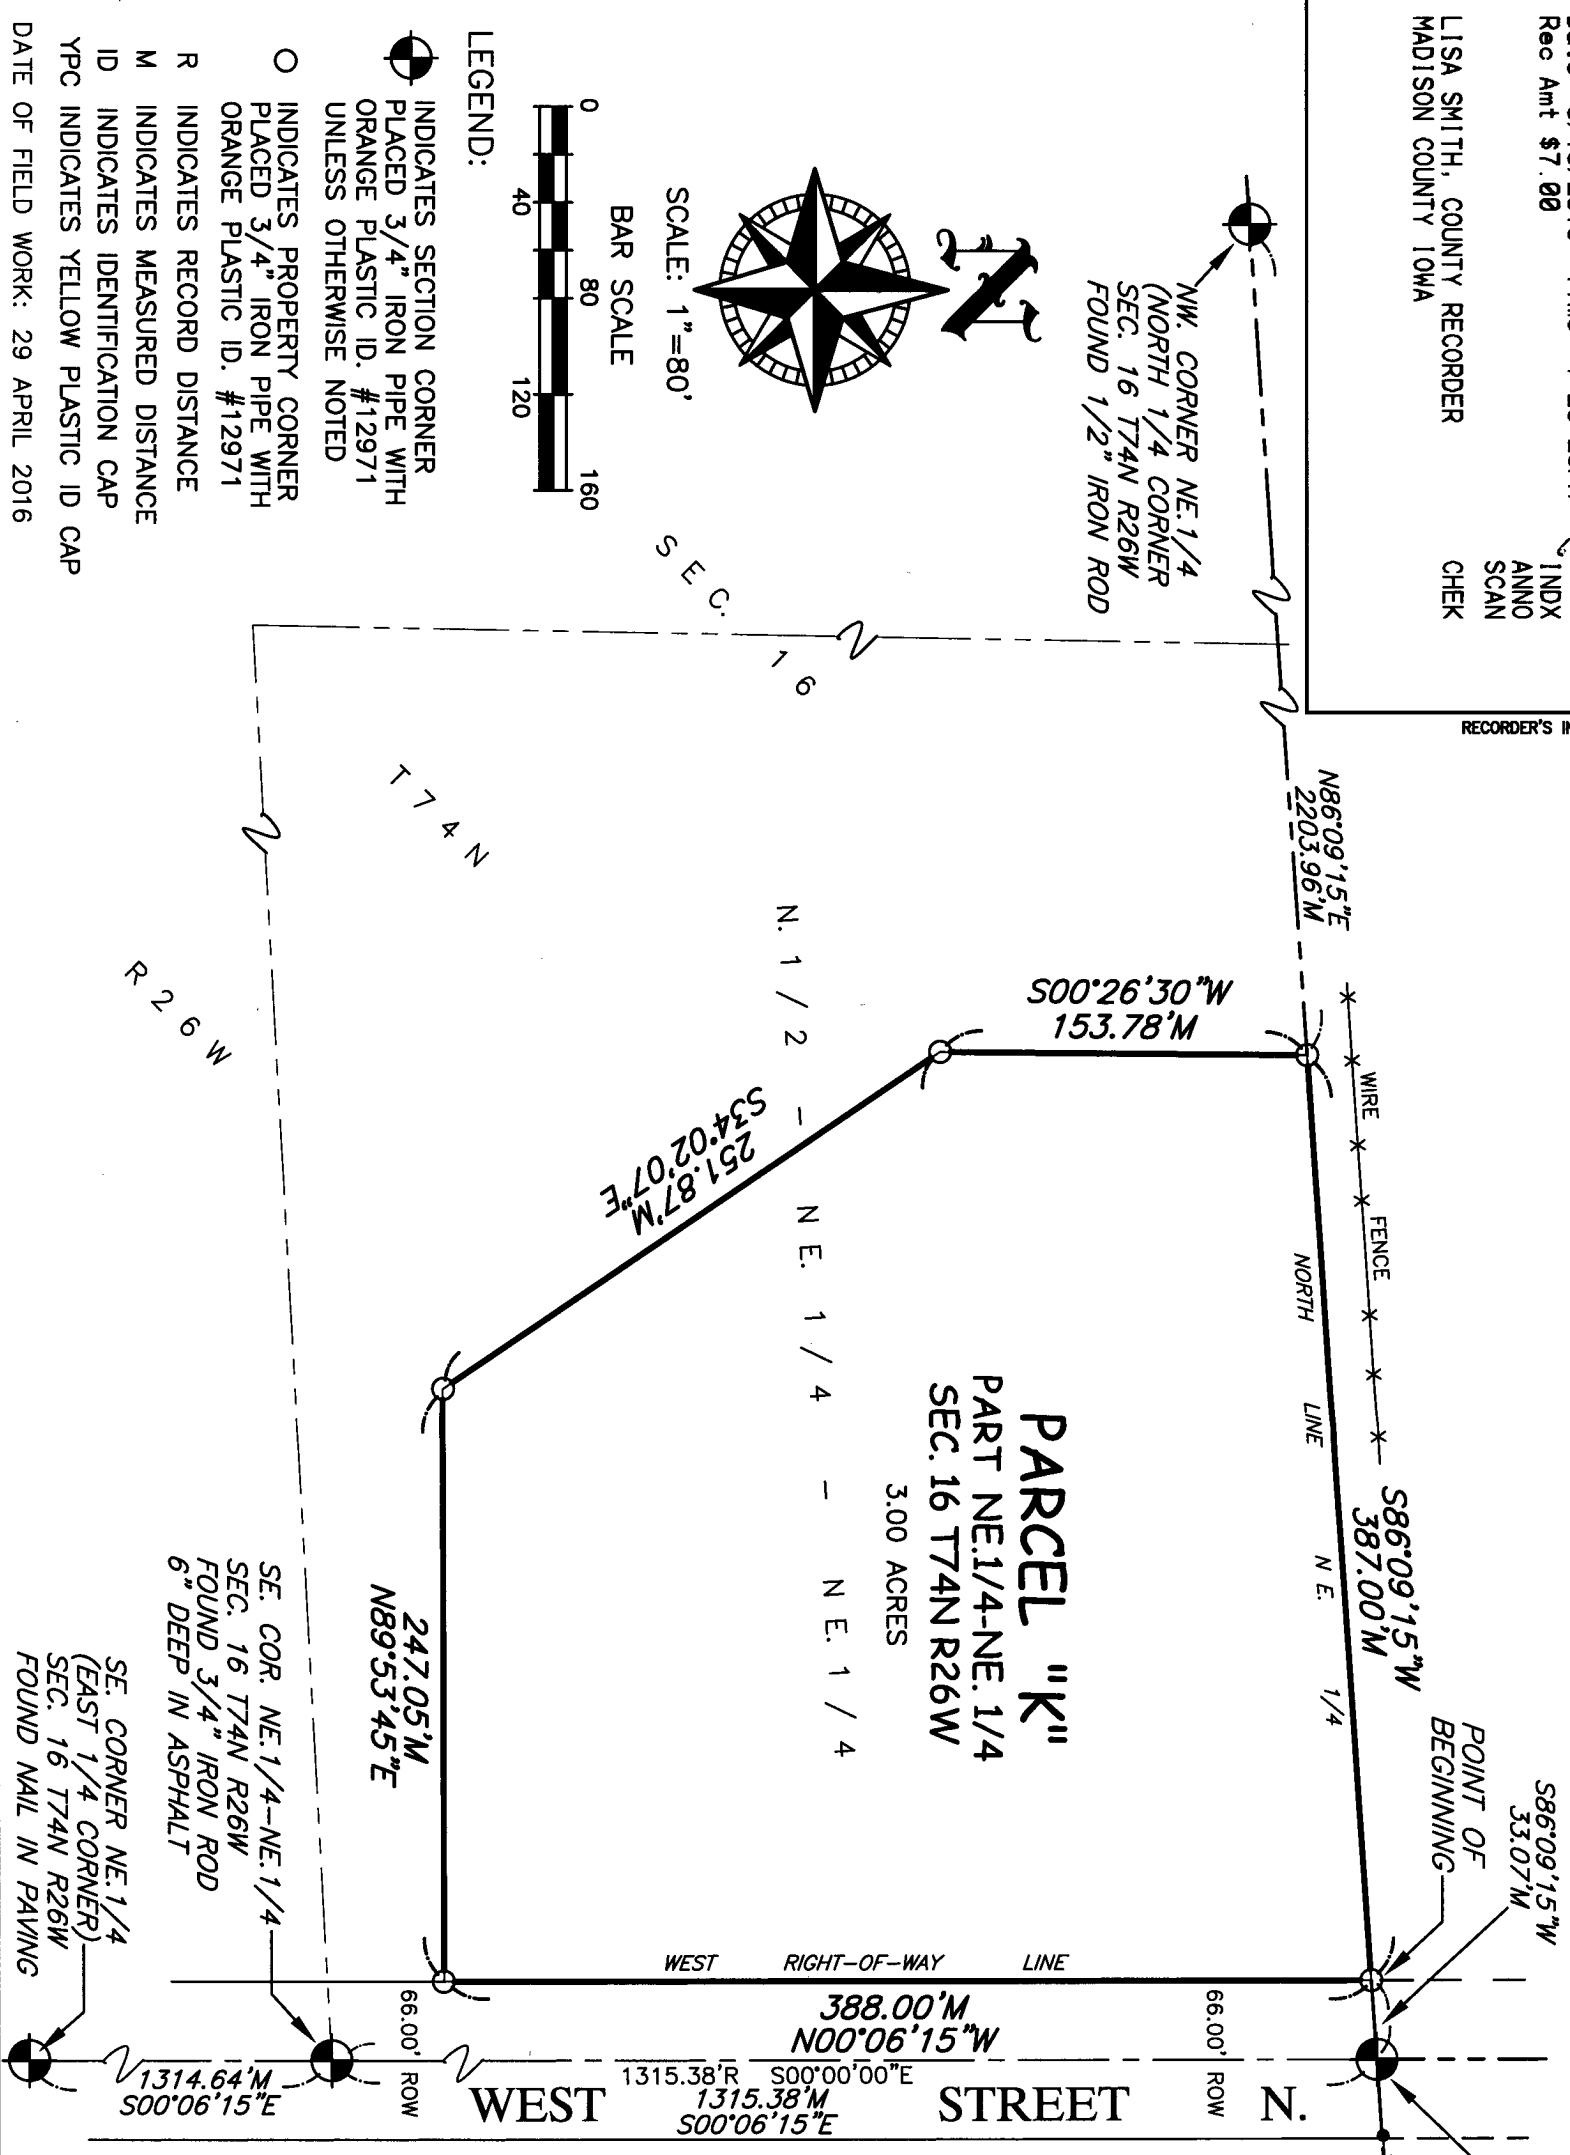 Rec Amt $7.00
INDX
ANNO
SCAN
LISA SMITH, COUNTY RECORDER
MADISON COUNTY IOWA
CHEK
RECORDER'S
N
NW. CORNER NE.1/4
(NORTH 1/4 CORNER
SEC. 16 T74N R26W
FOUND 1/2" IRON ROD
SCALE: 1"=80'
BAR SCALE
0 40 80 120 160
LEGEND:
INDICATES SECTION CORNER
PLACED 3/4" IRON PIPE WITH
ORANGE PLASTIC ID. #12971
UNLESS OTHERWISE NOTED
O INDICATES PROPERTY CORNER
PLACED 3/4" IRON PIPE WITH
ORANGE PLASTIC ID. #12971
R INDICATES RECORD DISTANCE
M INDICATES MEASURED DISTANCE
ID INDICATES IDENTIFICATION CAP
YPC INDICATES YELLOW PLASTIC ID CAP
DATE OF FIELD WORK: 29 APRIL 2016
SEC. 16
T74N
R26W
N86°09'15"E
2203.96'M
WIRE FENCE
S86°09'15"W
387.00'M
NORTH LINE NE. 1/4
S86°09'15"W
33.07'M
POINT OF
BEGINNING
S00°26'30"W
153.78'M
251.87'M
S34°02'07"E
N.1/2 - NE.1/4 - NE.1/4
PARCEL "K"
PART NE.1/4-NE.1/4
SEC. 16 T74N R26W
3.00 ACRES
247.05'M
N89°53'45"E
WEST RIGHT-OF-WAY LINE
388.00'M
N00°06'15"W
66.00' ROW
66.00' ROW
1315.38'R S00°00'00"E
1315.38'M
S00°06'15"E
WEST STREET N.
1314.64'M
S00°06'15"E
SE. COR. NE.1/4-NE.1/4
SEC. 16 T74N R26W
FOUND 3/4" IRON ROD
6" DEEP IN ASPHALT
SE. CORNER NE.1/4
(EAST 1/4 CORNER)
SEC. 16 T74N R26W
FOUND NAIL IN PAVING